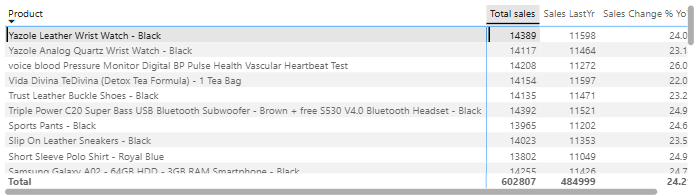 Product Total sales Sales LastYr Sales Change % Yo
Yazole Leather Wrist Watch - Black 14389 11598 24.0
Yazole Analog Quartz Wrist Watch - Black 14117 11464 23.1
voice blood Pressure Monitor Digital BP Pulse Health Vascular Heartbeat Test 14208 11272 26.0
Vida Divina TeDivina (Detox Tea Formula) - 1 Tea Bag 14154 11597 22.0
Trust Leather Buckle Shoes - Black 14135 11471 23.2
Triple Power C20 Super Bass USB Bluetooth Subwoofer - Brown + free S530 V4.0 Bluetooth Headset - Black 14392 11521 24.9
Sports Pants - Black 13965 11202 24.6
Slip On Leather Sneakers - Black 14023 11353 23.5
Short Sleeve Polo Shirt - Royal Blue 13802 11049 24.9
Samsung Galaxy A02 - 64GB HDD - 3GB RAM Smartphone - Black 14255 11426 24.7
Total 602807 484999 24.2